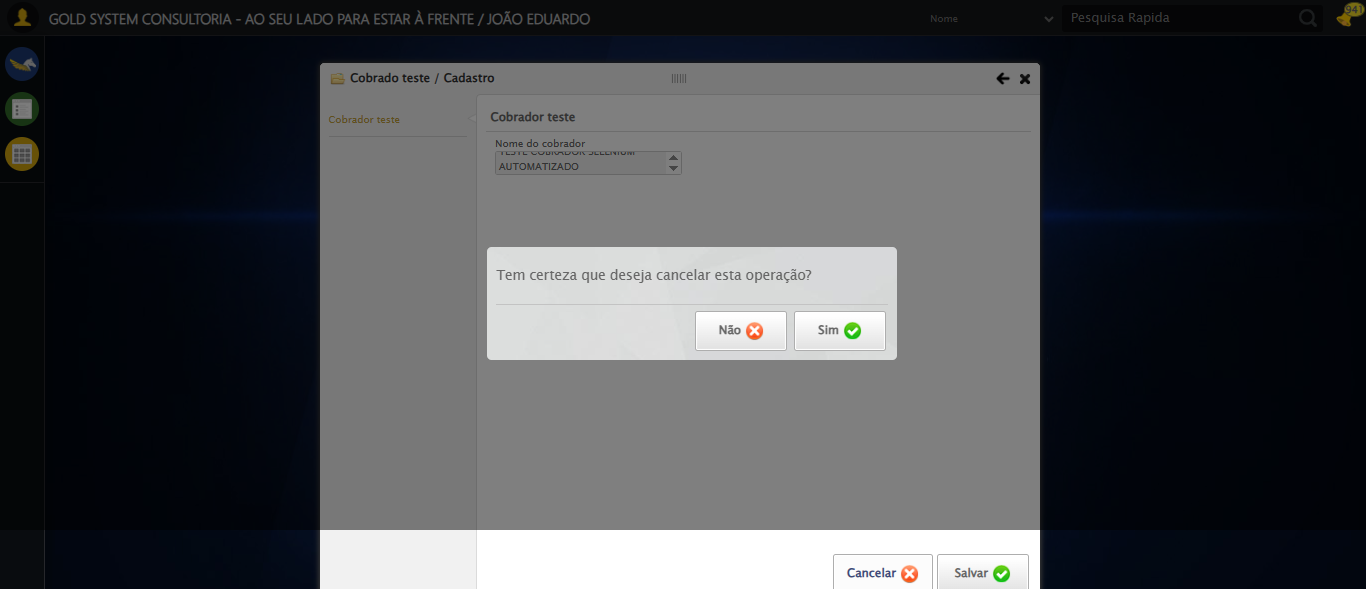 GOLD SYSTEM CONSULTORIA - AO SEU LADO PARA ESTAR À FRENTE / JOÃO EDUARDO
Nome
Pesquisa Rapida
941
Cobrado teste / Cadastro
Cobrador teste
Cobrador teste
Nome do cobrador
TESTE COBRADOR SELENIUM
AUTOMATIZADO
Tem certeza que deseja cancelar esta operação?
Não
Sim
Cancelar
Salvar